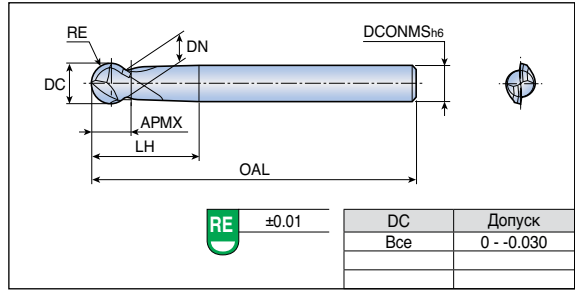 RE
DN
DCONMSh6
DC
APMX
LH
OAL
RE ±0.01
DC Допуск
Все 0 - -0.030